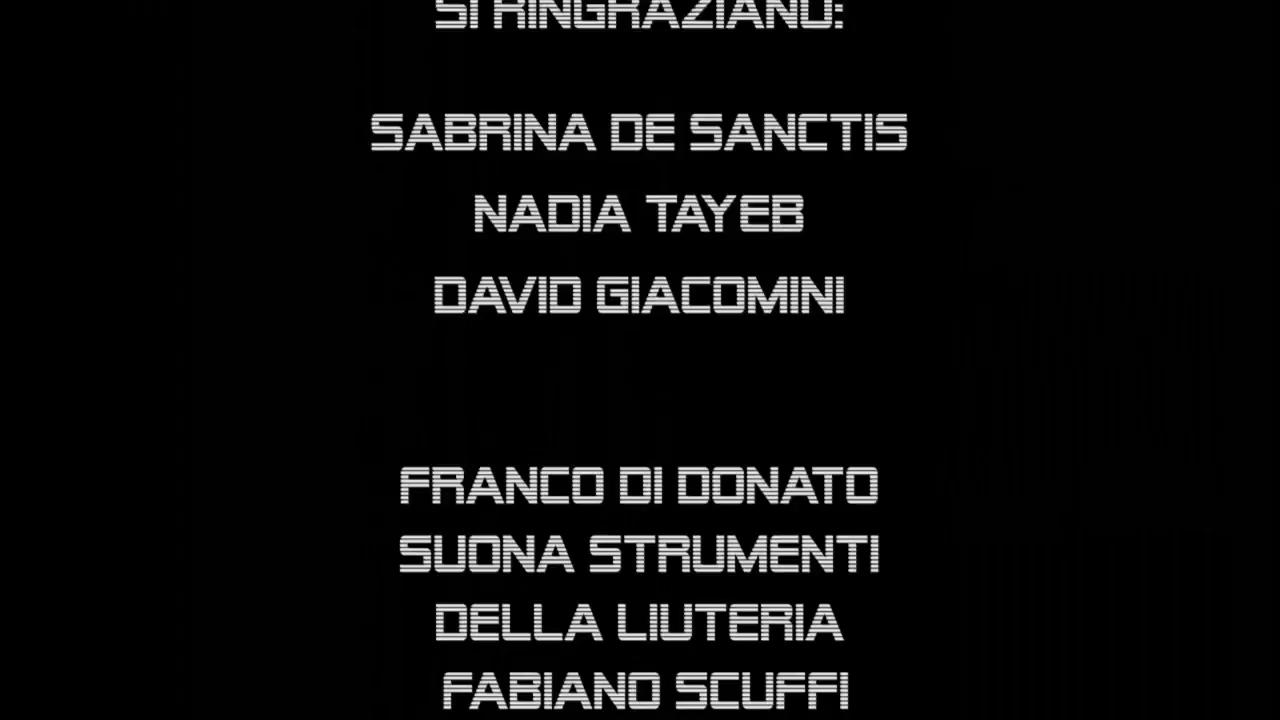 SI RINGRAZIANO:
SABRINA DE SANCTIS
NADIA TAYEB
DAVID GIACOMINI
FRANCO DI DONATO
SUONA STRUMENTI
DELLA LIUTERIA
FABIANO SCUFFI